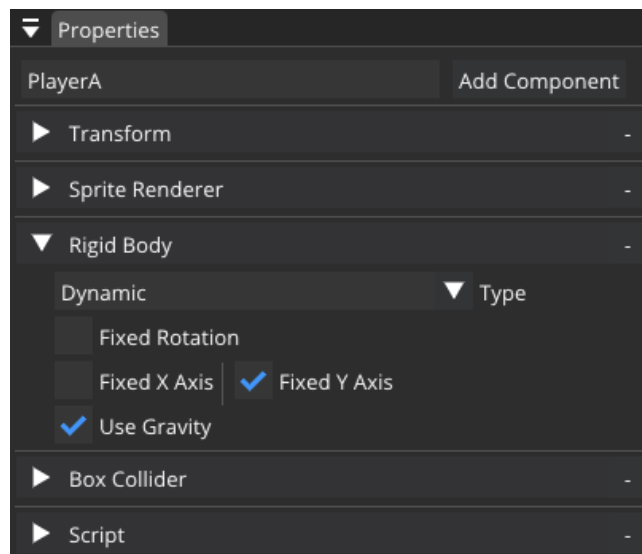 Properties
PlayerA Add Component
Transform -
Sprite Renderer -
Rigid Body -
Dynamic Type
Fixed Rotation
Fixed X Axis Fixed Y Axis
Use Gravity
Box Collider -
Script -